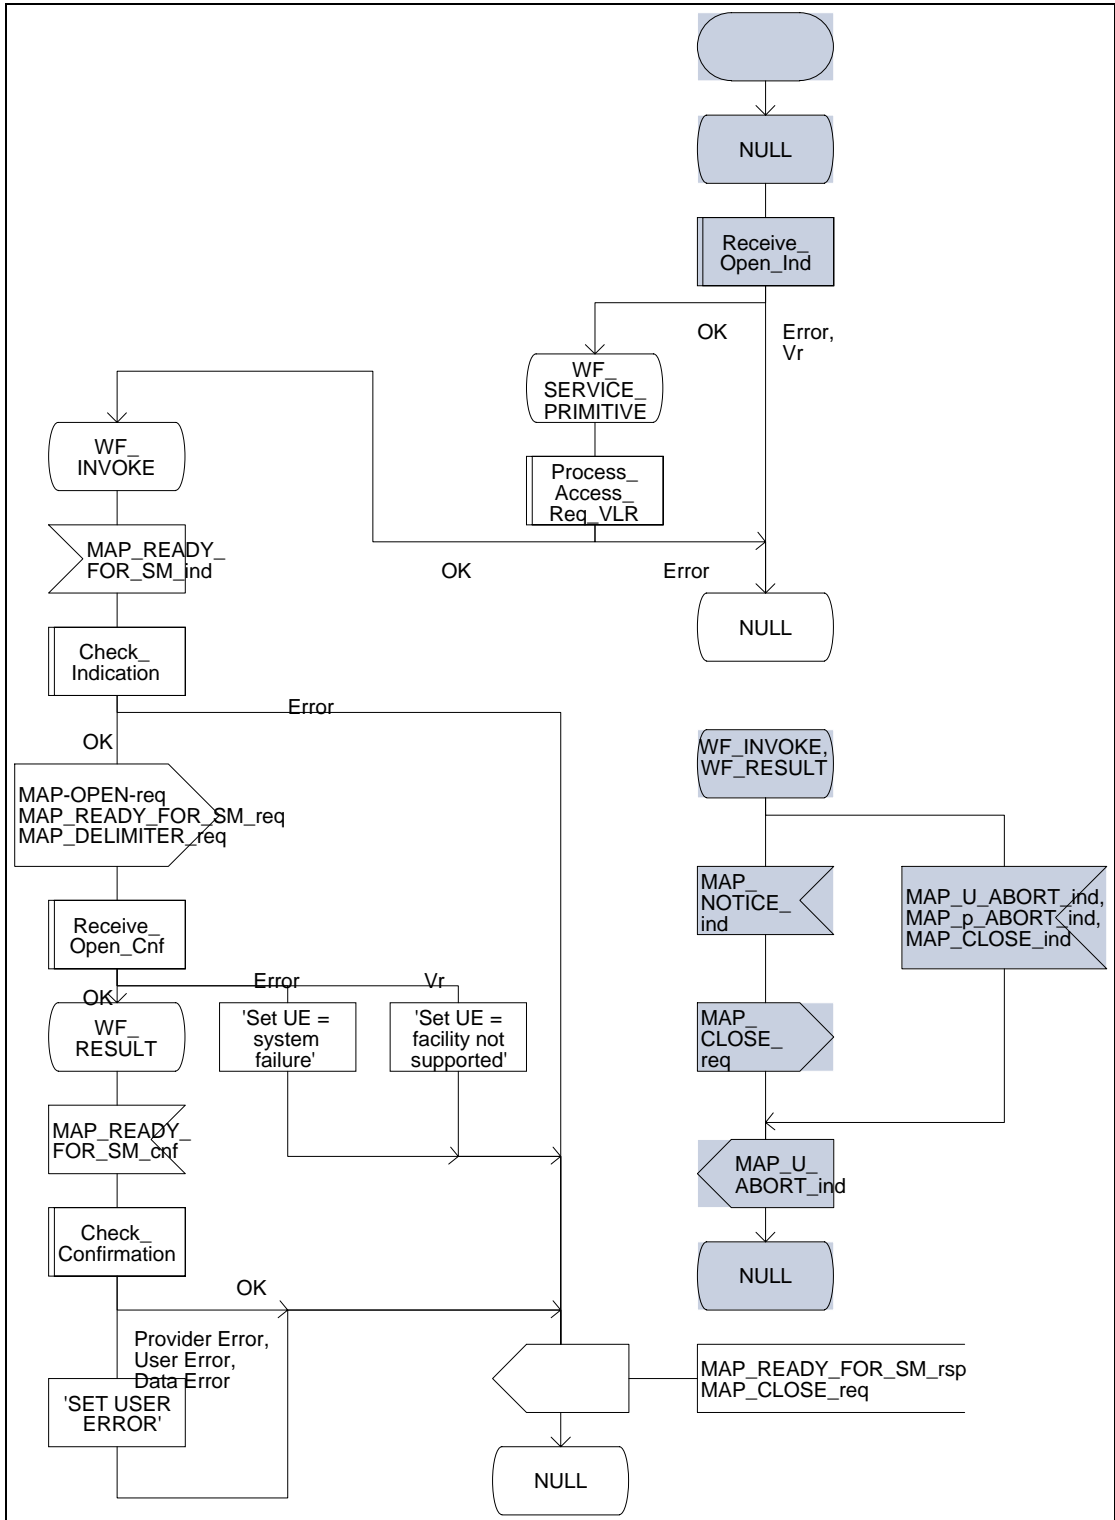 NULL
Receive_
Open_Ind
OK
Error,
Vr
WF_
SERVICE_
PRIMITIVE
WF_
INVOKE
Process_
Access_
Req_VLR
MAP_READY_
FOR_SM_ind
OK
Error
NULL
Check_
Indication
Error
OK
WF_INVOKE,
WF_RESULT
MAP-OPEN-req
MAP_READY_FOR_SM_req
MAP_DELIMITER_req
MAP_
NOTICE_
ind
MAP_U_ABORT_ind,
MAP_p_ABORT_ind,
MAP_CLOSE_ind
Receive_
Open_Cnf
Error
Vr
OK
WF_
RESULT
'Set UE =
system
failure'
'Set UE =
facility not
supported'
MAP_
CLOSE_
req
MAP_READY_
FOR_SM_cnf
MAP_U_
ABORT_ind
Check_
Confirmation
NULL
OK
Provider Error,
User Error,
Data Error
MAP_READY_FOR_SM_rsp
MAP_CLOSE_req
'SET USER
ERROR'
NULL